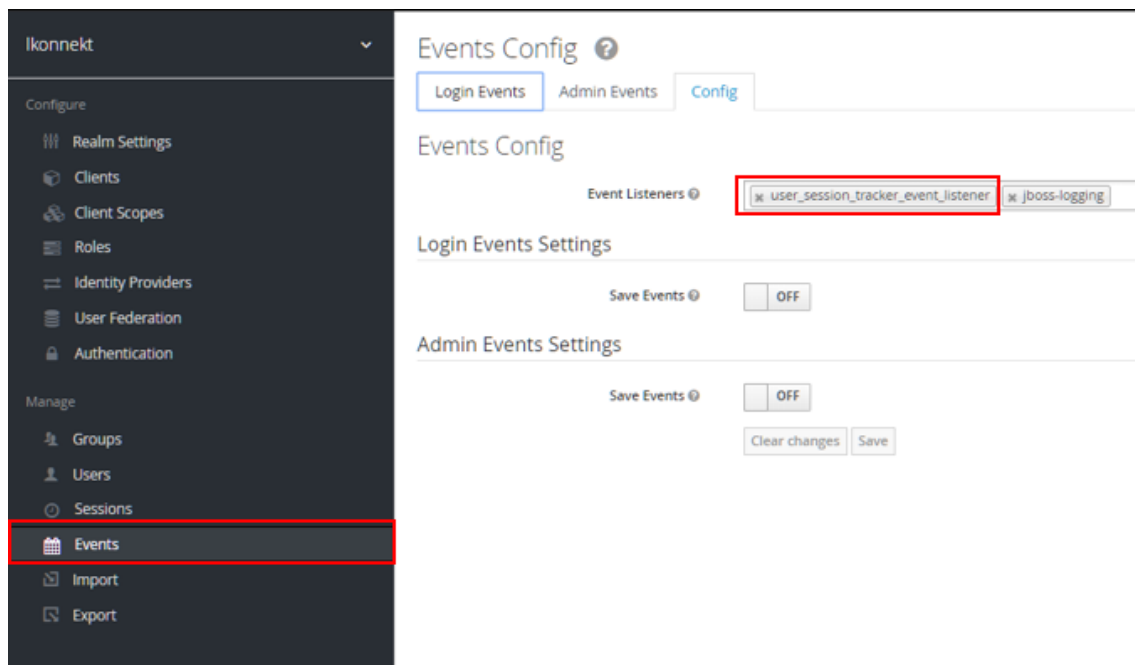 Ikonnekt
Configure
Realm Settings
Clients
Client Scopes
Roles
Identity Providers
User Federation
Authentication
Manage
Groups
Users
Sessions
Events
Import
Export
Events Config
Login Events Admin Events Config
Events Config
Event Listeners user_session_tracker_event_listener jboss-logging
Login Events Settings
Save Events OFF
Admin Events Settings
Save Events OFF
Clear changes Save